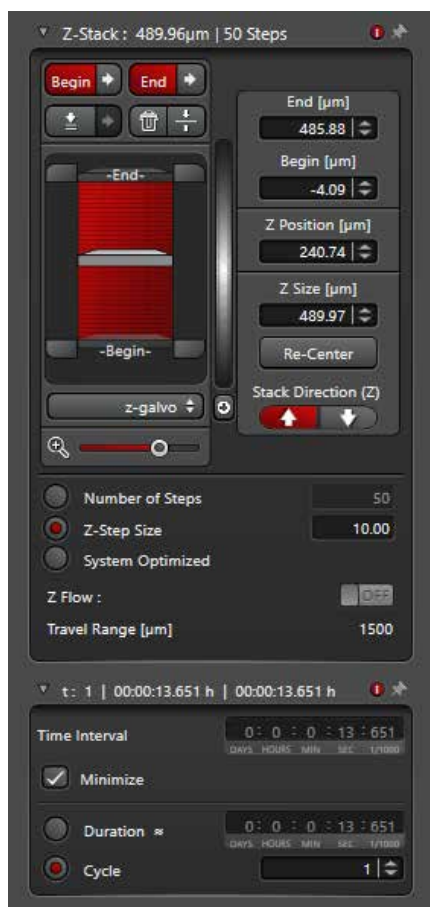 Z-Stack: 489.96µm | 50 Steps
Begin
End
End [µm]
485.88
Begin [µm]
-4.09
-End-
Z Position [µm]
240.74
Z Size [µm]
489.97
-Begin-
Re-Center
z-galvo
Stack Direction (Z)
Number of Steps 50
Z-Step Size 10.00
System Optimized
Z Flow : OFF
Travel Range [µm] 1500
t: 1 | 00:00:13.651 h | 00:00:13.651 h
Time Interval 0: 0 : 0 : 13 : 651
DAYS HOURS MIN SEC 1/1000
Minimize
Duration ≈ 0: 0 : 0 : 13 : 651
DAYS HOURS MIN SEC 1/1000
Cycle 1